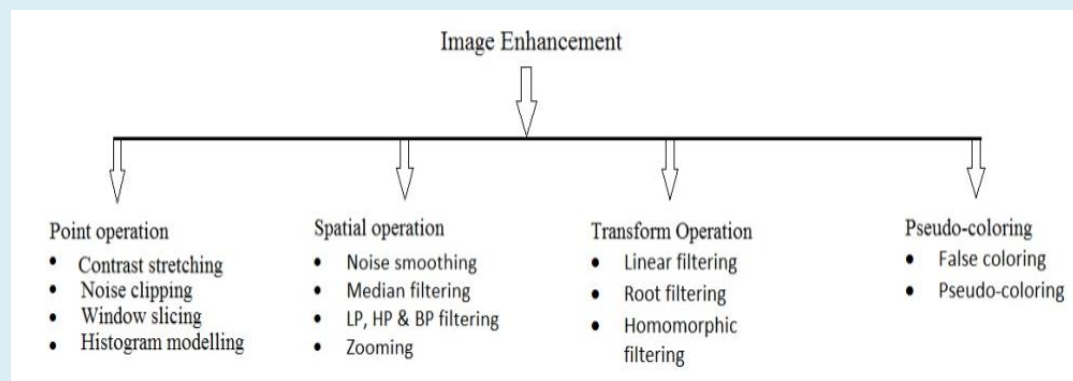 Image Enhancement
Point operation
• Contrast stretching
• Noise clipping
• Window slicing
• Histogram modelling
Spatial operation
• Noise smoothing
• Median filtering
• LP, HP & BP filtering
• Zooming
Transform Operation
• Linear filtering
• Root filtering
• Homomorphic
filtering
Pseudo-coloring
• False coloring
• Pseudo-coloring